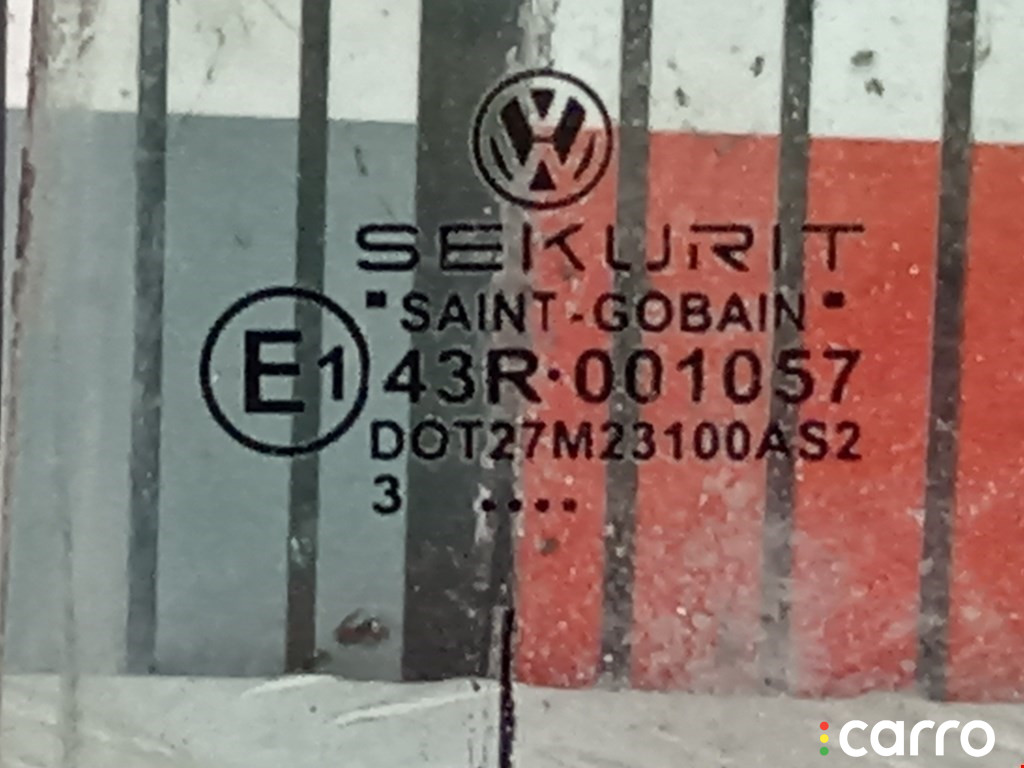 SEKURIT
"SAINT-GOBAIN"
E1 43R·001057
DOT27M23100AS2
3 ....
carro